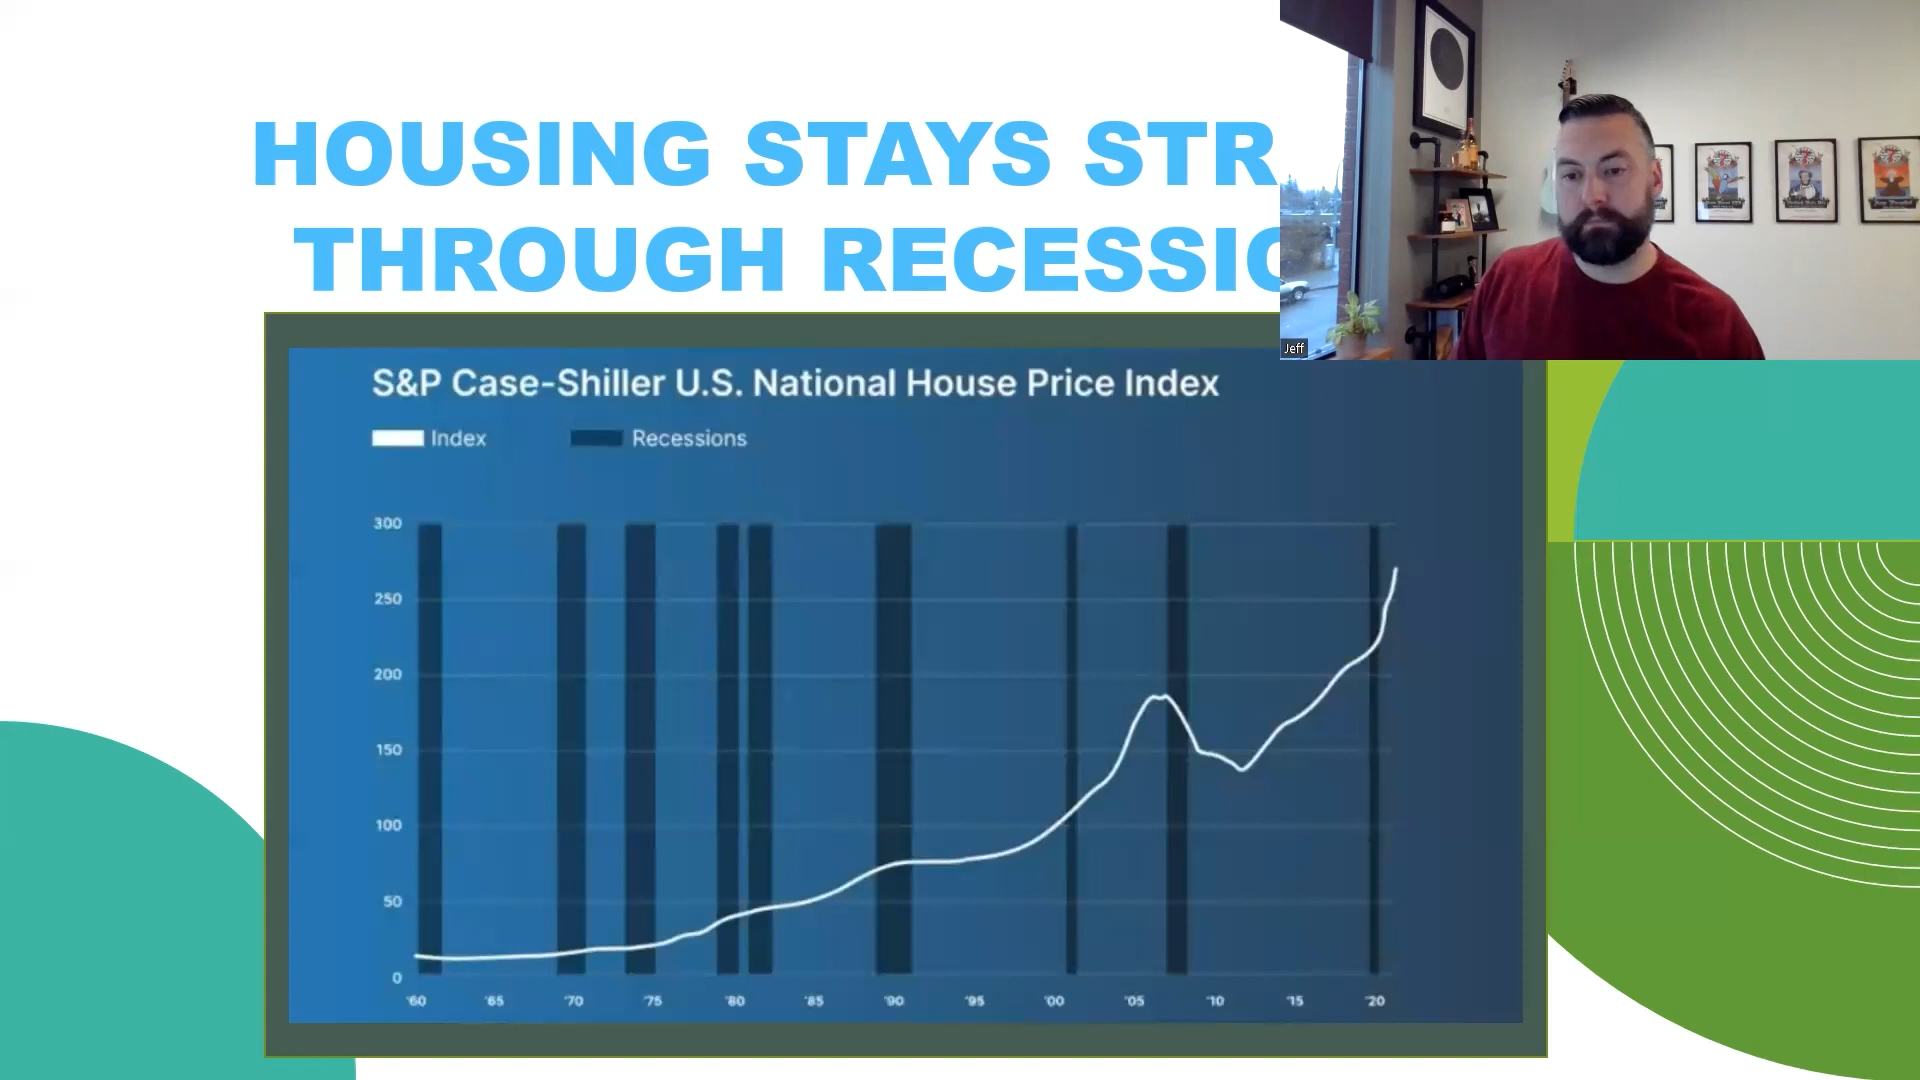 HOUSING STAYS STR
THROUGH RECESSIO
Jeff
S&P Case-Shiller U.S. National House Price Index
Index
Recessions
300
250
200
150
100
50
0
'60 '65 '70 '75 '80 '85 '90 '95 '00 '05 '10 '15 '20